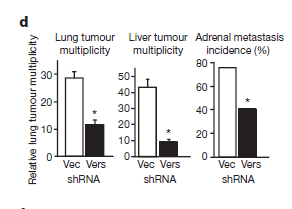 d
Lung tumour
multiplicity
Liver tumour
multiplicity
Adrenal metastasis
incidence (%)
Relative lung tumour multiplicity
30
20
10
0
50
40
30
20
10
0
80
60
40
20
0
*
*
*
Vec Vers
shRNA
Vec Vers
shRNA
Vec Vers
shRNA